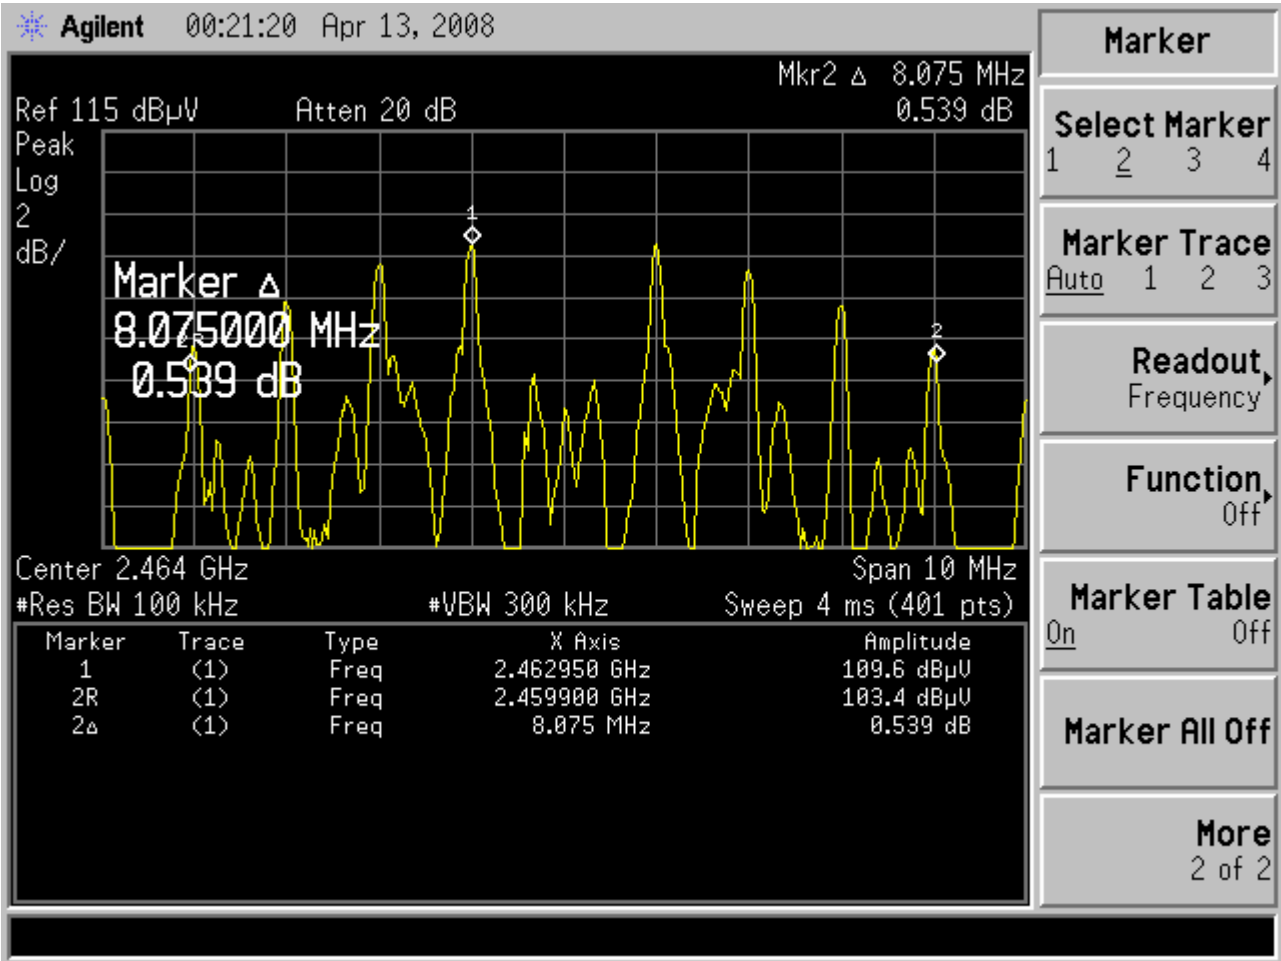 Agilent 00:21:20 Apr 13, 2008
Mkr2 Δ 8.075 MHz
Ref 115 dBµV Atten 20 dB 0.539 dB
Peak
Log
2
dB/
1
Marker Δ
8.075000 MHz
0.539 dB
2
Center 2.464 GHz Span 10 MHz
#Res BW 100 kHz #VBW 300 kHz Sweep 4 ms (401 pts)
Marker Trace Type X Axis Amplitude
1 (1) Freq 2.462950 GHz 109.6 dBµV
2R (1) Freq 2.459900 GHz 103.4 dBµV
2Δ (1) Freq 8.075 MHz 0.539 dB
Marker
Select Marker
1 2 3 4
Marker Trace
Auto 1 2 3
Readout
Frequency
Function
Off
Marker Table
On Off
Marker All Off
More
2 of 2